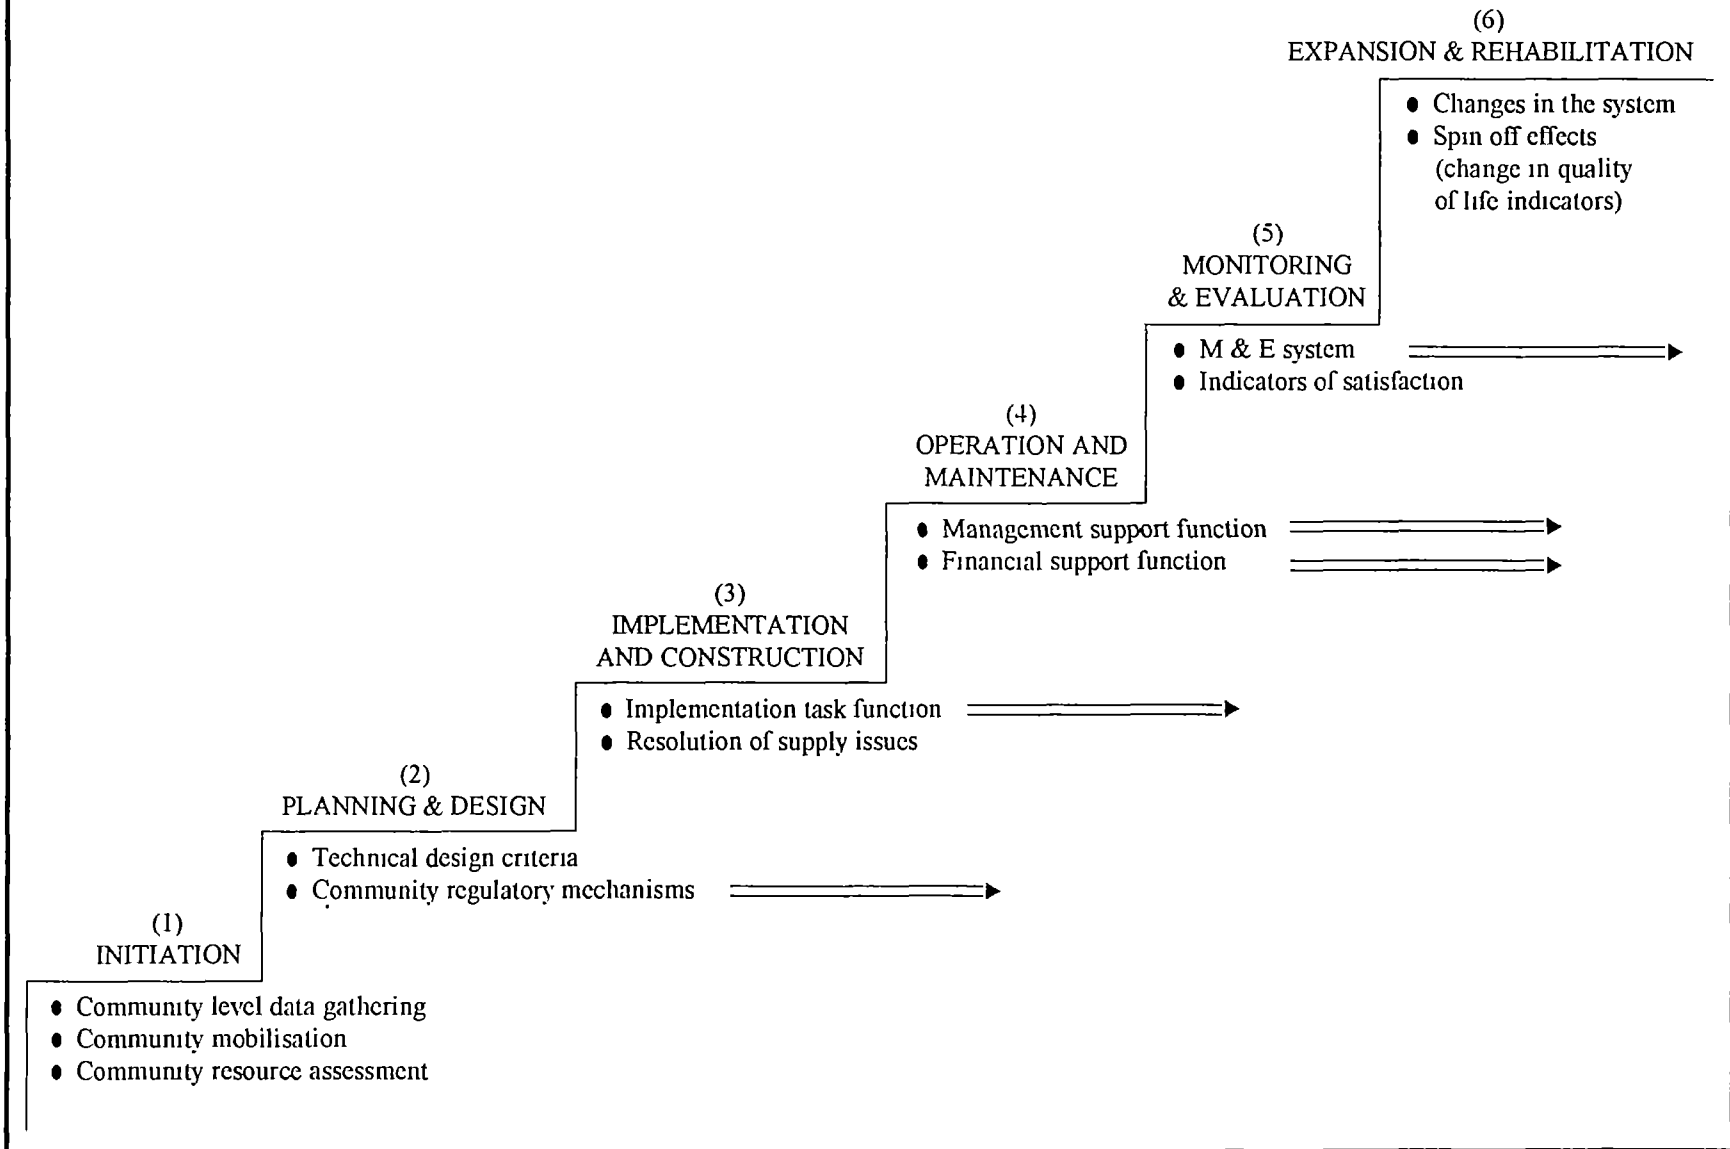 (6)
EXPANSION & REHABILITATION
● Changes in the system
● Spin off effects
(change in quality
of life indicators)
(5)
MONITORING
& EVALUATION
● M & E system
● Indicators of satisfaction
(4)
OPERATION AND
MAINTENANCE
● Management support function
● Financial support function
(3)
IMPLEMENTATION
AND CONSTRUCTION
● Implementation task function
● Resolution of supply issues
(2)
PLANNING & DESIGN
● Technical design criteria
● Community regulatory mechanisms
(1)
INITIATION
● Community level data gathering
● Community mobilisation
● Community resource assessment